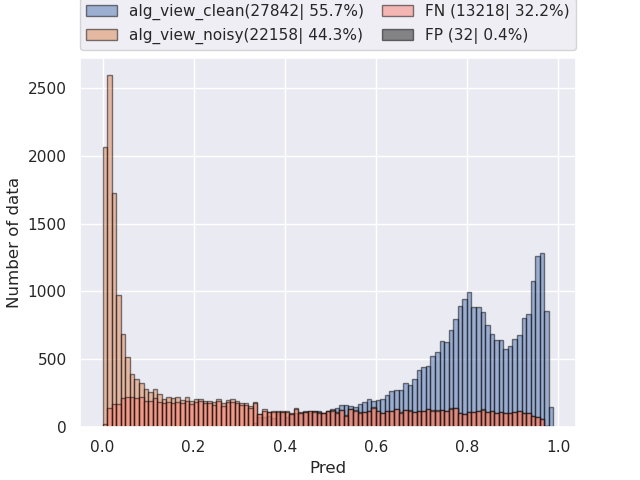 alg_view_clean(27842| 55.7%)
FN (13218| 32.2%)
alg_view_noisy(22158| 44.3%)
FP (32| 0.4%)
2500
2000
1500
1000
500
0
Number of data
0.0
0.2
0.4
0.6
0.8
1.0
Pred